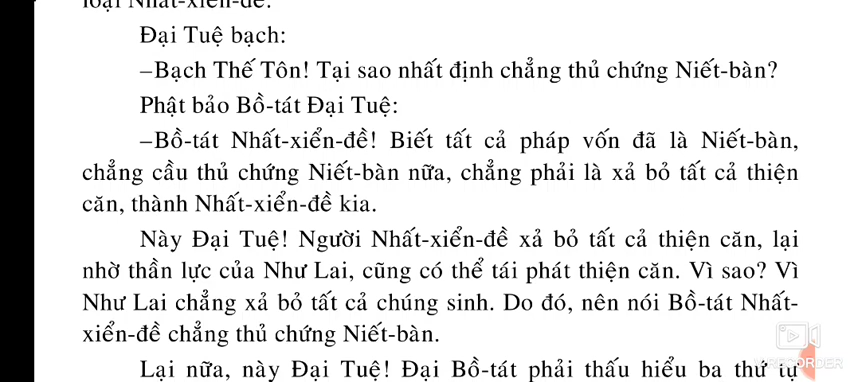 loại Nhất-xiển-đề.
Đại Tuệ bạch:
–Bạch Thế Tôn! Tại sao nhất định chẳng thủ chứng Niết-bàn?
Phật bảo Bồ-tát Đại Tuệ:
–Bồ-tát Nhất-xiển-đề! Biết tất cả pháp vốn đã là Niết-bàn,
chẳng cầu thủ chứng Niết-bàn nữa, chẳng phải là xả bỏ tất cả thiện
căn, thành Nhất-xiển-đề kia.
Này Đại Tuệ! Người Nhất-xiển-đề xả bỏ tất cả thiện căn, lại
nhờ thần lực của Như Lai, cũng có thể tái phát thiện căn. Vì sao? Vì
Như Lai chẳng xả bỏ tất cả chúng sinh. Do đó, nên nói Bồ-tát Nhất-
xiển-đề chẳng thủ chứng Niết-bàn.
Lại nữa, này Đại Tuệ! Đại Bồ-tát phải thấu hiểu ba thứ tự
RECORDER